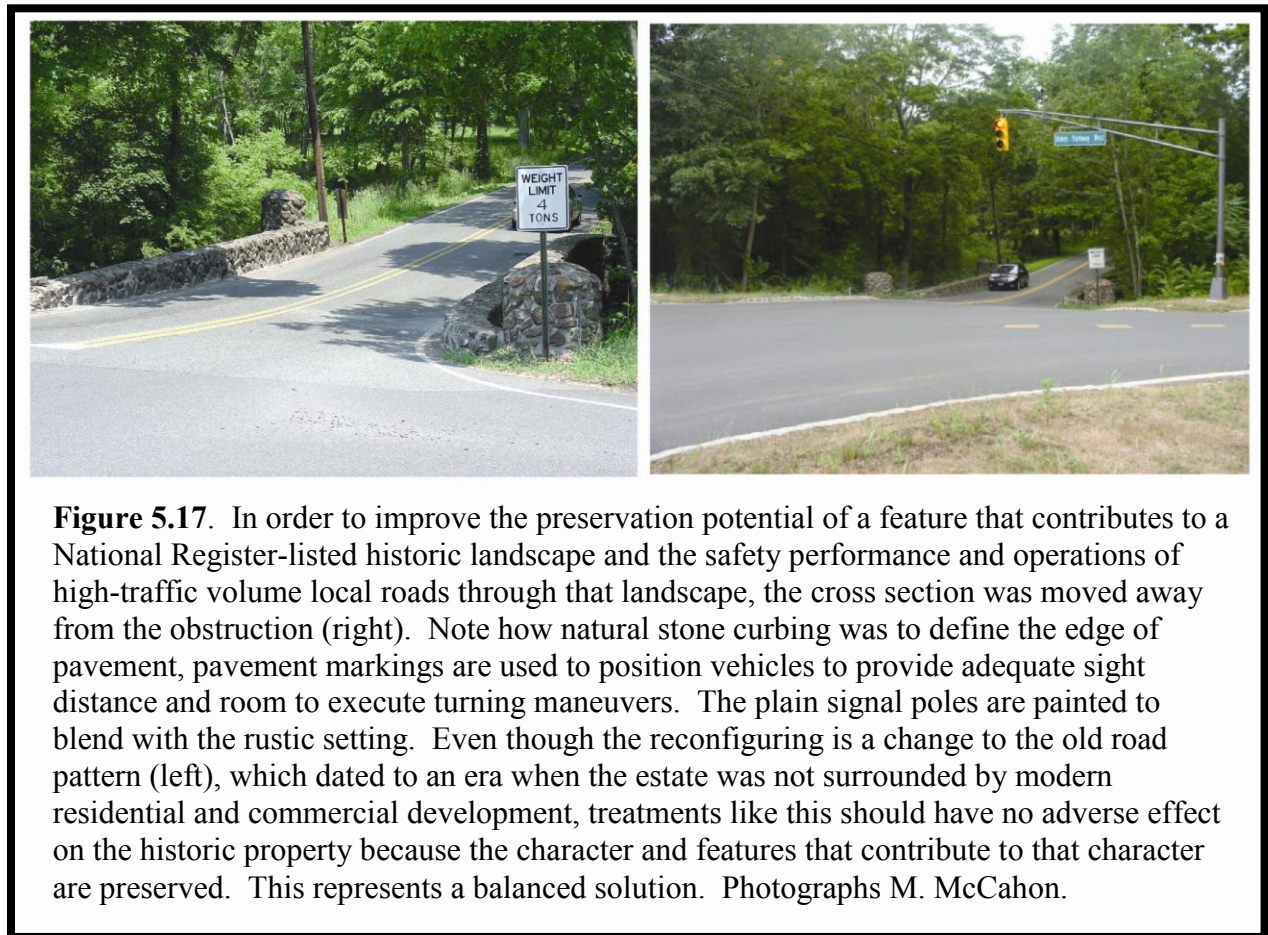 WEIGHT
LIMIT
4
TONS
Stokes Parkway West
Figure 5.17. In order to improve the preservation potential of a feature that contributes to a
National Register-listed historic landscape and the safety performance and operations of
high-traffic volume local roads through that landscape, the cross section was moved away
from the obstruction (right). Note how natural stone curbing was to define the edge of
pavement, pavement markings are used to position vehicles to provide adequate sight
distance and room to execute turning maneuvers. The plain signal poles are painted to
blend with the rustic setting. Even though the reconfiguring is a change to the old road
pattern (left), which dated to an era when the estate was not surrounded by modern
residential and commercial development, treatments like this should have no adverse effect
on the historic property because the character and features that contribute to that character
are preserved. This represents a balanced solution. Photographs M. McCahon.